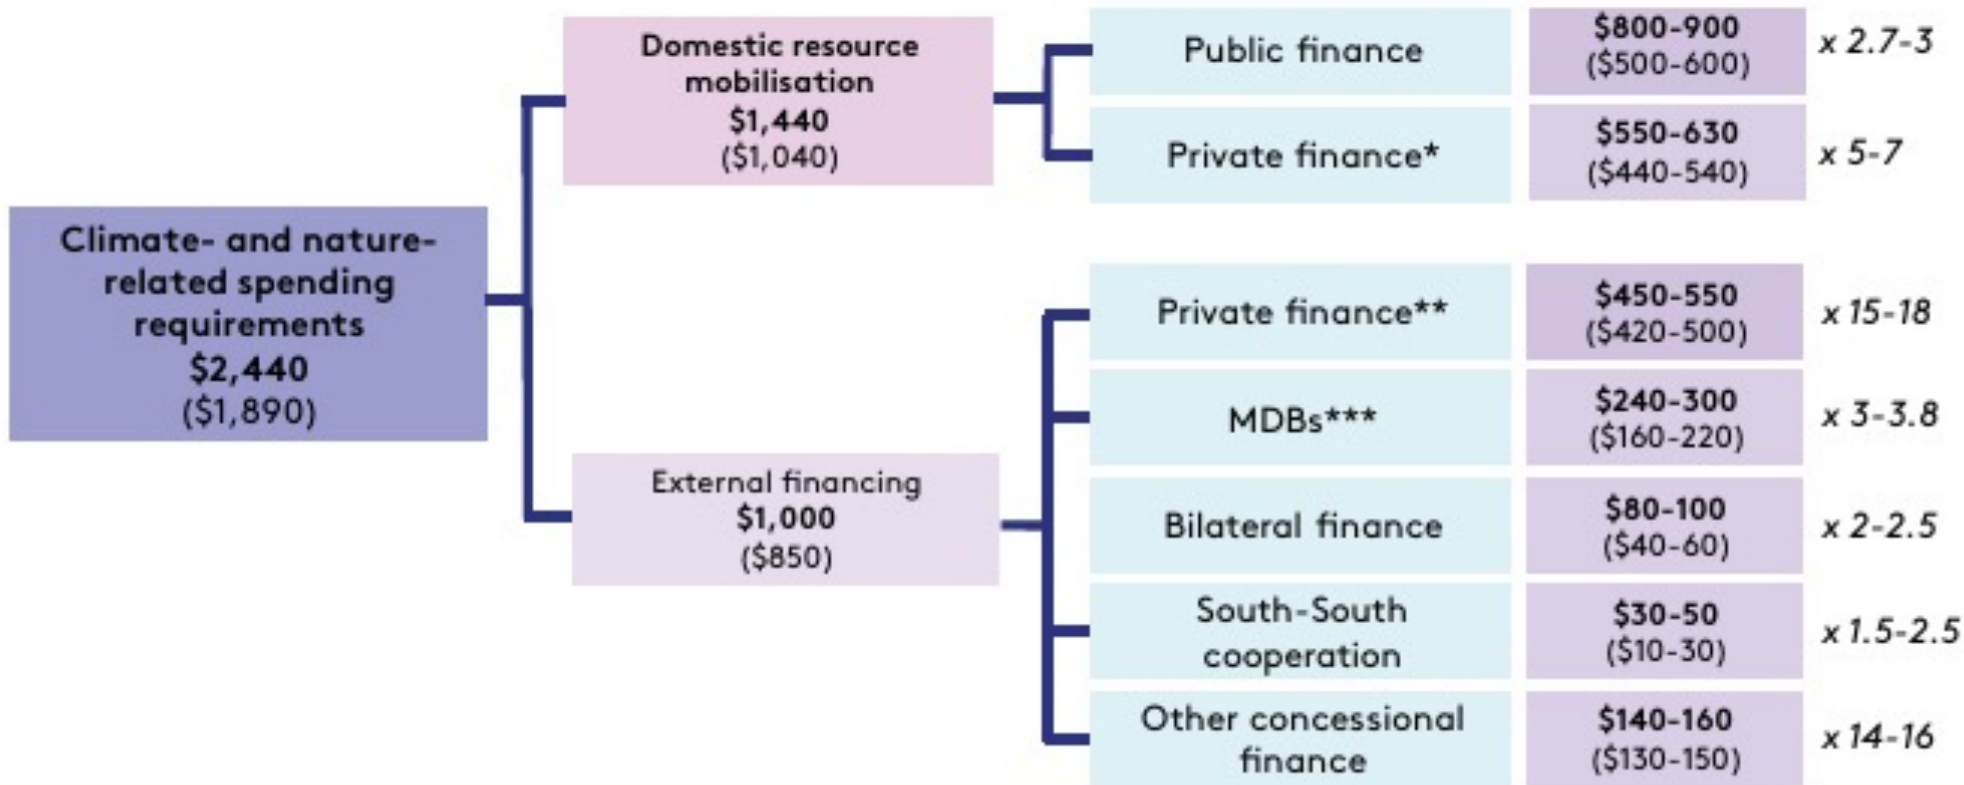 Climate- and nature-
related spending
requirements
$2,440
($1,890)
Domestic resource
mobilisation
$1,440
($1,040)
Public finance
$800-900
($500-600)
x 2.7-3
Private finance*
$550-630
($440-540)
x 5-7
External financing
$1,000
($850)
Private finance**
$450-550
($420-500)
x 15-18
MDBs***
$240-300
($160-220)
x 3-3.8
Bilateral finance
$80-100
($40-60)
x 2-2.5
South-South
cooperation
$30-50
($10-30)
x 1.5-2.5
Other concessional
finance
$140-160
($130-150)
x 14-16